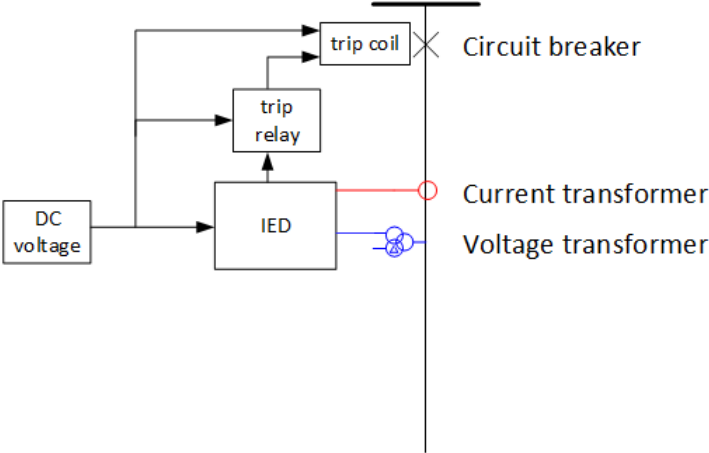 trip coil
Circuit breaker
trip
relay
Current transformer
DC
voltage
IED
Voltage transformer